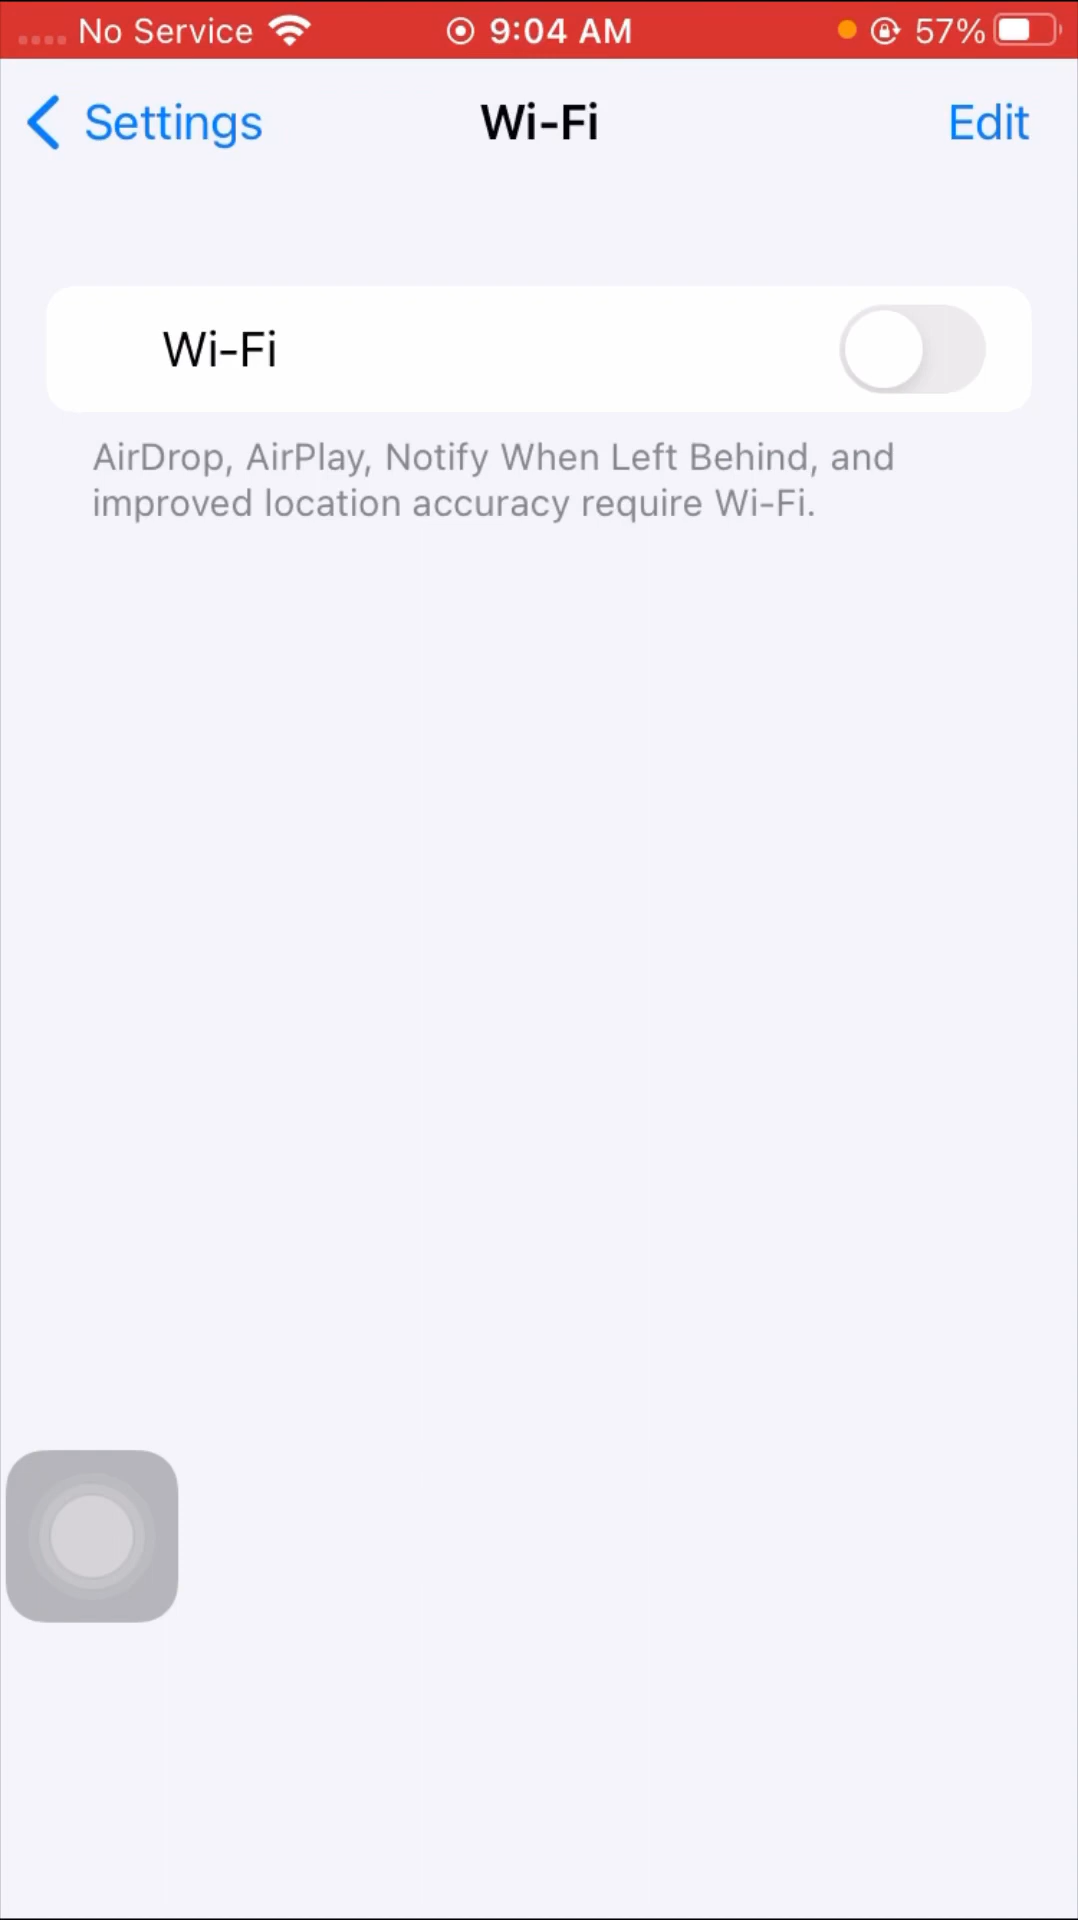 No Service 9:04 AM 57%
Settings Wi-Fi Edit
Wi-Fi
AirDrop, AirPlay, Notify When Left Behind, and
improved location accuracy require Wi-Fi.